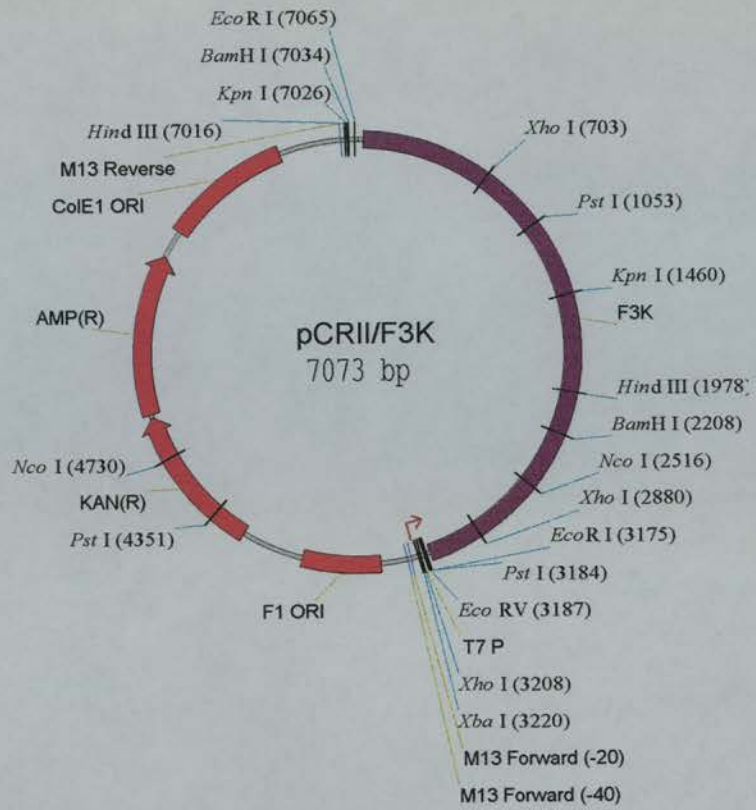 EcoR I (7065)
BamH I (7034)
Kpn I (7026)
Hind III (7016)
M13 Reverse
ColE1 ORI
AMP(R)
Nco I (4730)
KAN(R)
Pst I (4351)
F1 ORI
pCRII/F3K
7073 bp
Xho I (703)
Pst I (1053)
Kpn I (1460)
F3K
Hind III (1978)
BamH I (2208)
Nco I (2516)
Xho I (2880)
EcoR I (3175)
Pst I (3184)
Eco RV (3187)
T7 P
Xho I (3208)
Xba I (3220)
M13 Forward (-20)
M13 Forward (-40)